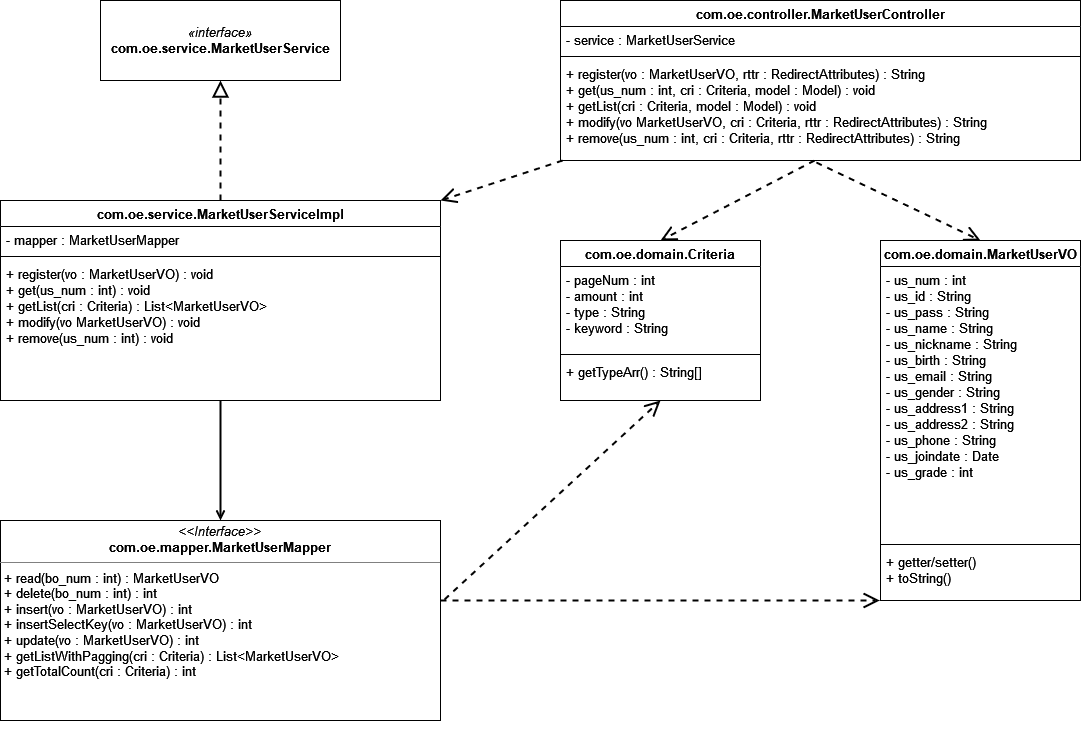 «interface»
com.oe.service.MarketUserService
com.oe.controller.MarketUserController
- service : MarketUserService
+ register(vo : MarketUserVO, rttr : RedirectAttributes) : String
+ get(us_num : int, cri : Criteria, model : Model) : void
+ getList(cri : Criteria, model : Model) : void
+ modify(vo MarketUserVO, cri : Criteria, rttr : RedirectAttributes) : String
+ remove(us_num : int, cri : Criteria, rttr : RedirectAttributes) : String
com.oe.service.MarketUserServiceImpl
- mapper : MarketUserMapper
+ register(vo : MarketUserVO) : void
+ get(us_num : int) : void
+ getList(cri : Criteria) : List<MarketUserVO>
+ modify(vo MarketUserVO) : void
+ remove(us_num : int) : void
com.oe.domain.Criteria
- pageNum : int
- amount : int
- type : String
- keyword : String
+ getTypeArr() : String[]
com.oe.domain.MarketUserVO
- us_num : int
- us_id : String
- us_pass : String
- us_name : String
- us_nickname : String
- us_birth : String
- us_email : String
- us_gender : String
- us_address1 : String
- us_address2 : String
- us_phone : String
- us_joindate : Date
- us_grade : int
+ getter/setter()
+ toString()
<<Interface>>
com.oe.mapper.MarketUserMapper
+ read(bo_num : int) : MarketUserVO
+ delete(bo_num : int) : int
+ insert(vo : MarketUserVO) : int
+ insertSelectKey(vo : MarketUserVO) : int
+ update(vo : MarketUserVO) : int
+ getListWithPagging(cri : Criteria) : List<MarketUserVO>
+ getTotalCount(cri : Criteria) : int